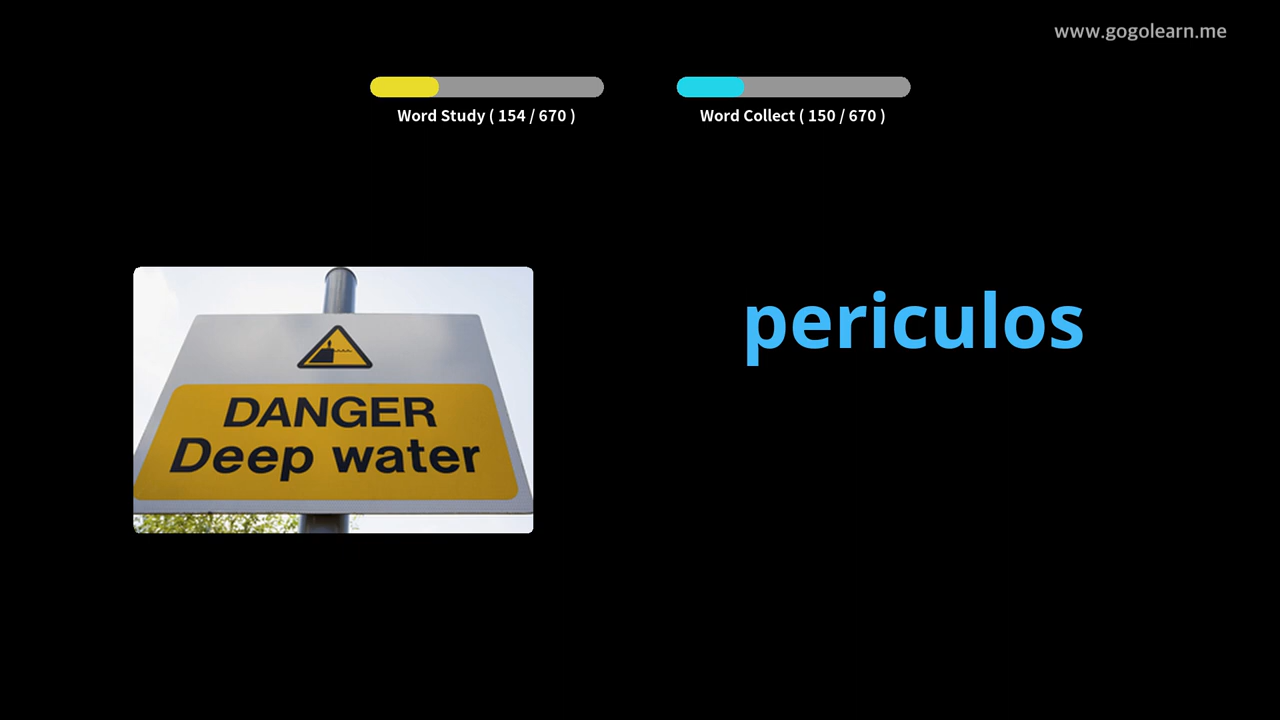 www.gogolearn.me
Word Study ( 154 / 670 )
Word Collect ( 150 / 670 )
periculos
DANGER
Deep water